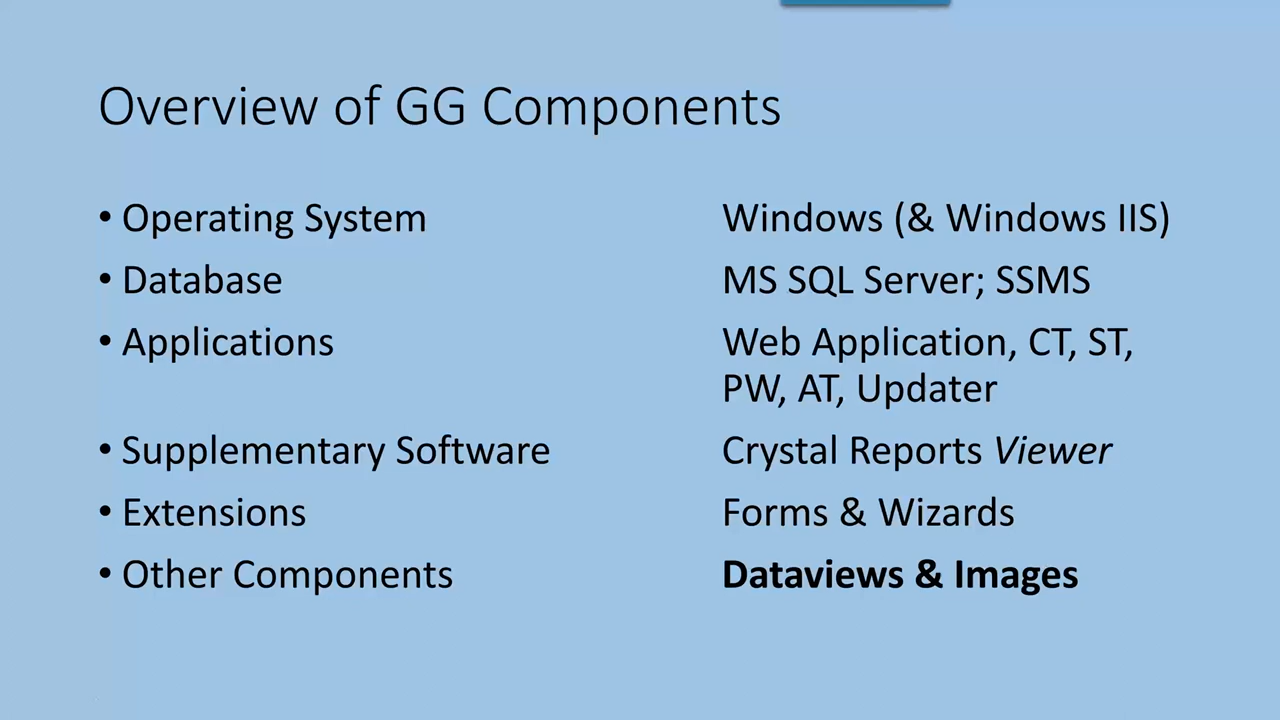 Overview of GG Components
• Operating System Windows (& Windows IIS)
• Database MS SQL Server; SSMS
• Applications Web Application, CT, ST,
PW, AT, Updater
• Supplementary Software Crystal Reports Viewer
• Extensions Forms & Wizards
• Other Components Dataviews & Images